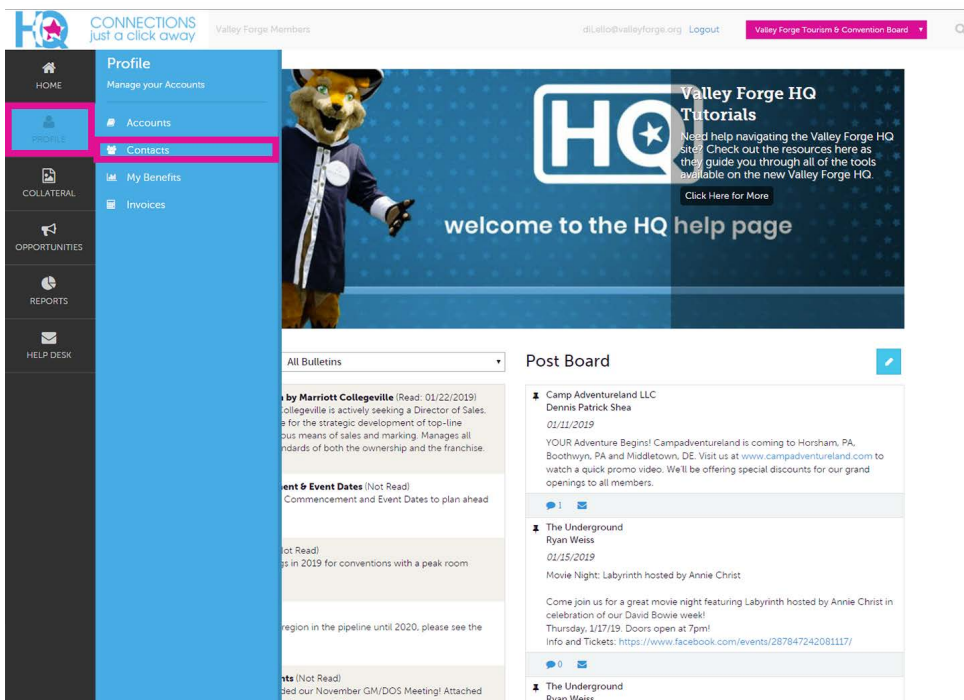 HQ
CONNECTIONS
just a click away
Valley Forge Members
diLello@valleyforge.org Logout
Valley Forge Tourism & Convention Board
HOME
PROFILE
COLLATERAL
OPPORTUNITIES
REPORTS
HELP DESK
Profile
Manage your Accounts
Accounts
Contacts
My Benefits
Invoices
HQ
welcome to the HQ help page
Valley Forge HQ
Tutorials
Need help navigating the Valley Forge HQ
site? Check out the resources here as
they guide you through all of the tools
available on the new Valley Forge HQ.
Click Here for More
All Bulletins
by Marriott Collegeville (Read: 01/22/2019)
Collegeville is actively seeking a Director of Sales.
e for the strategic development of top-line
ous means of sales and marking. Manages all
ndards of both the ownership and the franchise.
ent & Event Dates (Not Read)
Commencement and Event Dates to plan ahead
Not Read)
gs in 2019 for conventions with a peak room
region in the pipeline until 2020, please see the
nts (Not Read)
ded our November GM/DOS Meeting! Attached
Post Board
Camp Adventureland LLC
Dennis Patrick Shea
01/11/2019
YOUR Adventure Begins! Campadventureland is coming to Horsham, PA,
Boothwyn, PA and Middletown, DE. Visit us at www.campadventureland.com to
watch a quick promo video. We'll be offering special discounts for our grand
openings to all members.
1
The Underground
Ryan Weiss
01/15/2019
Movie Night: Labyrinth hosted by Annie Christ
Come join us for a great movie night featuring Labyrinth hosted by Annie Christ in
celebration of our David Bowie week!
Thursday, 1/17/19. Doors open at 7pm!
Info and Tickets: https://www.facebook.com/events/287847242081117/
0
The Underground
Ryan Weiss